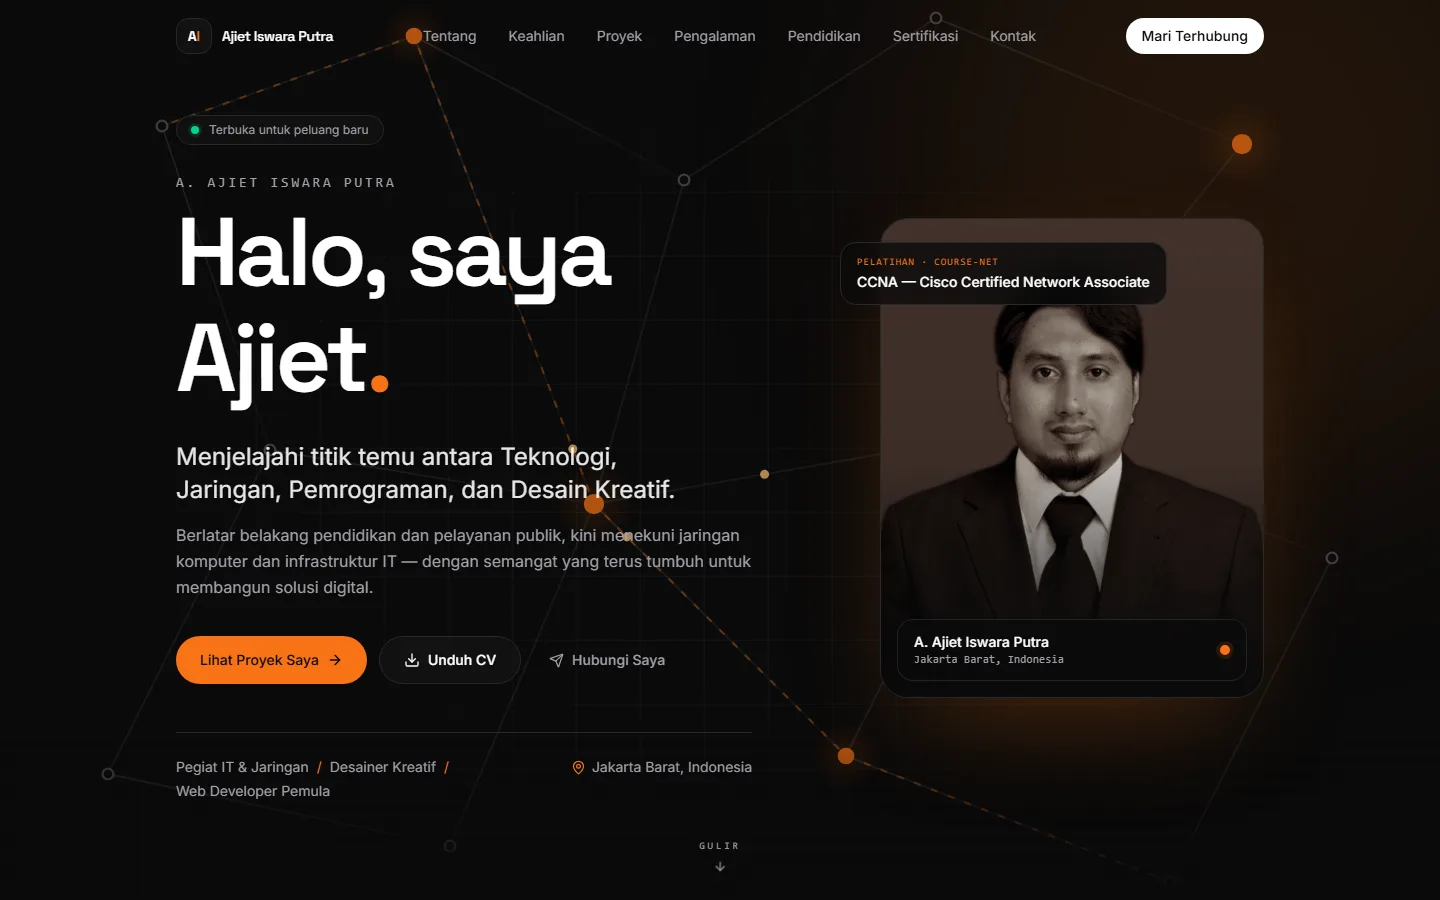 AI Ajiet Iswara Putra
Tentang Keahlian Proyek Pengalaman Pendidikan Sertifikasi Kontak
Mari Terhubung
Terbuka untuk peluang baru
A. AJIET ISWARA PUTRA
Halo, saya
Ajiet.
Menjelajahi titik temu antara Teknologi,
Jaringan, Pemrograman, dan Desain Kreatif.
Berlatar belakang pendidikan dan pelayanan publik, kini menekuni jaringan
komputer dan infrastruktur IT — dengan semangat yang terus tumbuh untuk
membangun solusi digital.
Lihat Proyek Saya →
Unduh CV
Hubungi Saya
Pegiat IT & Jaringan / Desainer Kreatif /
Web Developer Pemula
Jakarta Barat, Indonesia
PELATIHAN · COURSE-NET
CCNA — Cisco Certified Network Associate
A. Ajiet Iswara Putra
Jakarta Barat, Indonesia
GULIR